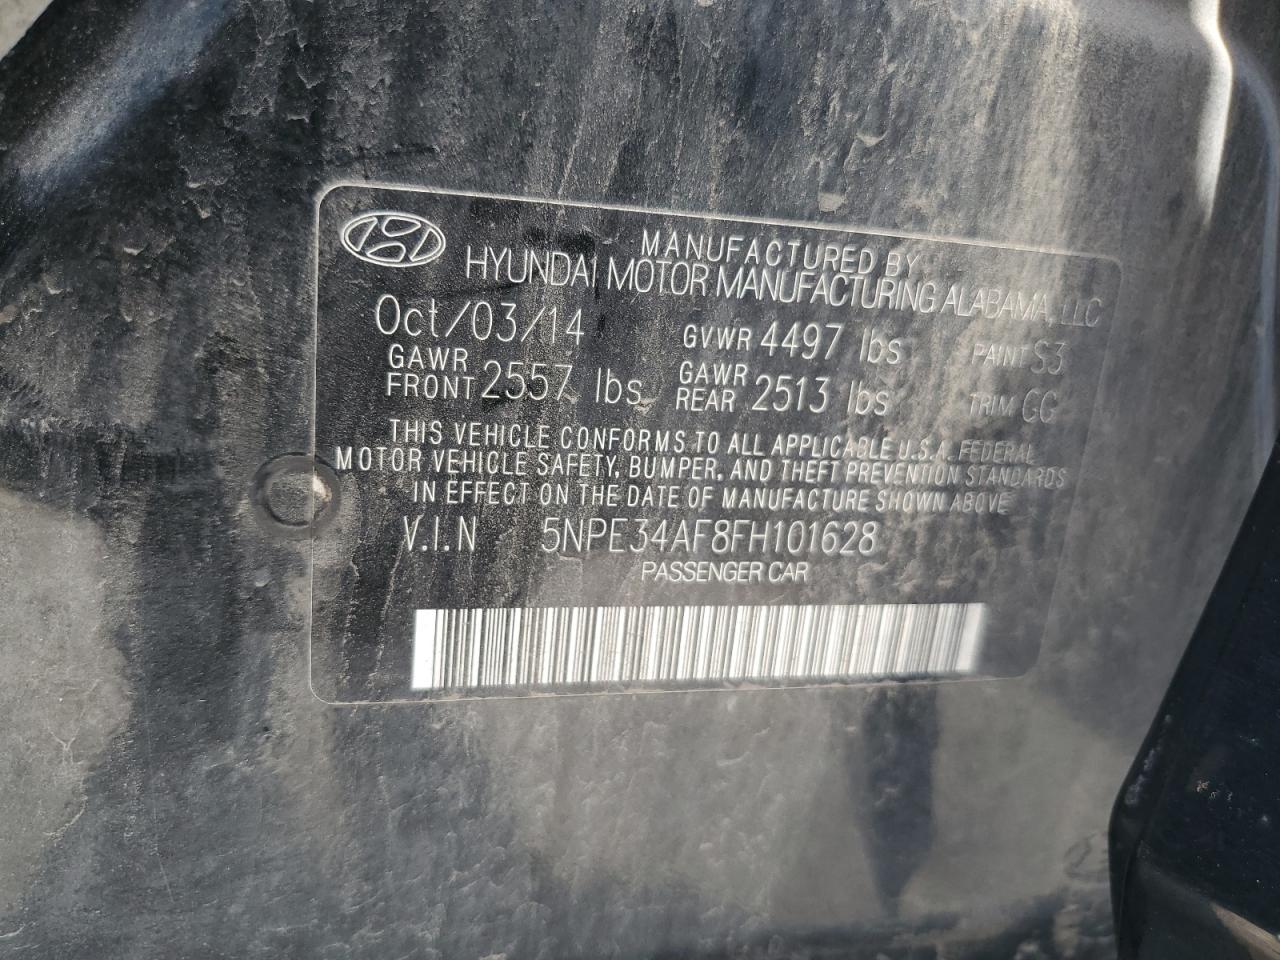 MANUFACTURED BY
HYUNDAI MOTOR MANUFACTURING ALABAMA, LLC
Oct/03/14 GVWR 4497 lbs PAINT S3
GAWR FRONT 2557 lbs GAWR REAR 2513 lbs TRIM GG
THIS VEHICLE CONFORMS TO ALL APPLICABLE U.S.A. FEDERAL
MOTOR VEHICLE SAFETY, BUMPER, AND THEFT PREVENTION STANDARDS
IN EFFECT ON THE DATE OF MANUFACTURE SHOWN ABOVE
V.I.N 5NPE34AF8FH101628
PASSENGER CAR